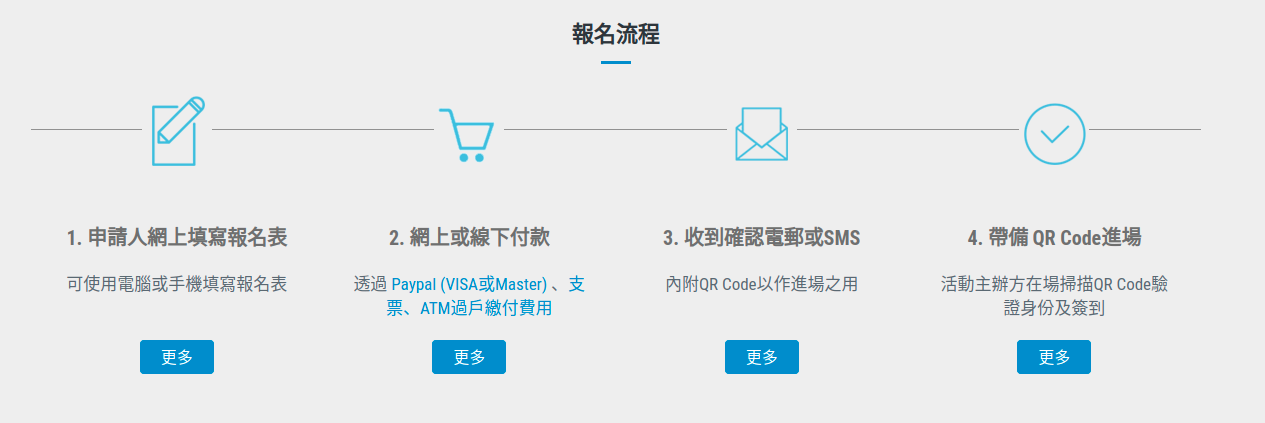 報名流程
1. 申請人網上填寫報名表
可使用電腦或手機填寫報名表
更多
2. 網上或線下付款
透過 Paypal (VISA或Master) 、支
票、ATM過戶繳付費用
更多
3. 收到確認電郵或SMS
內附QR Code以作進場之用
更多
4. 帶備 QR Code進場
活動主辦方在場掃描QR Code驗
證身份及簽到
更多